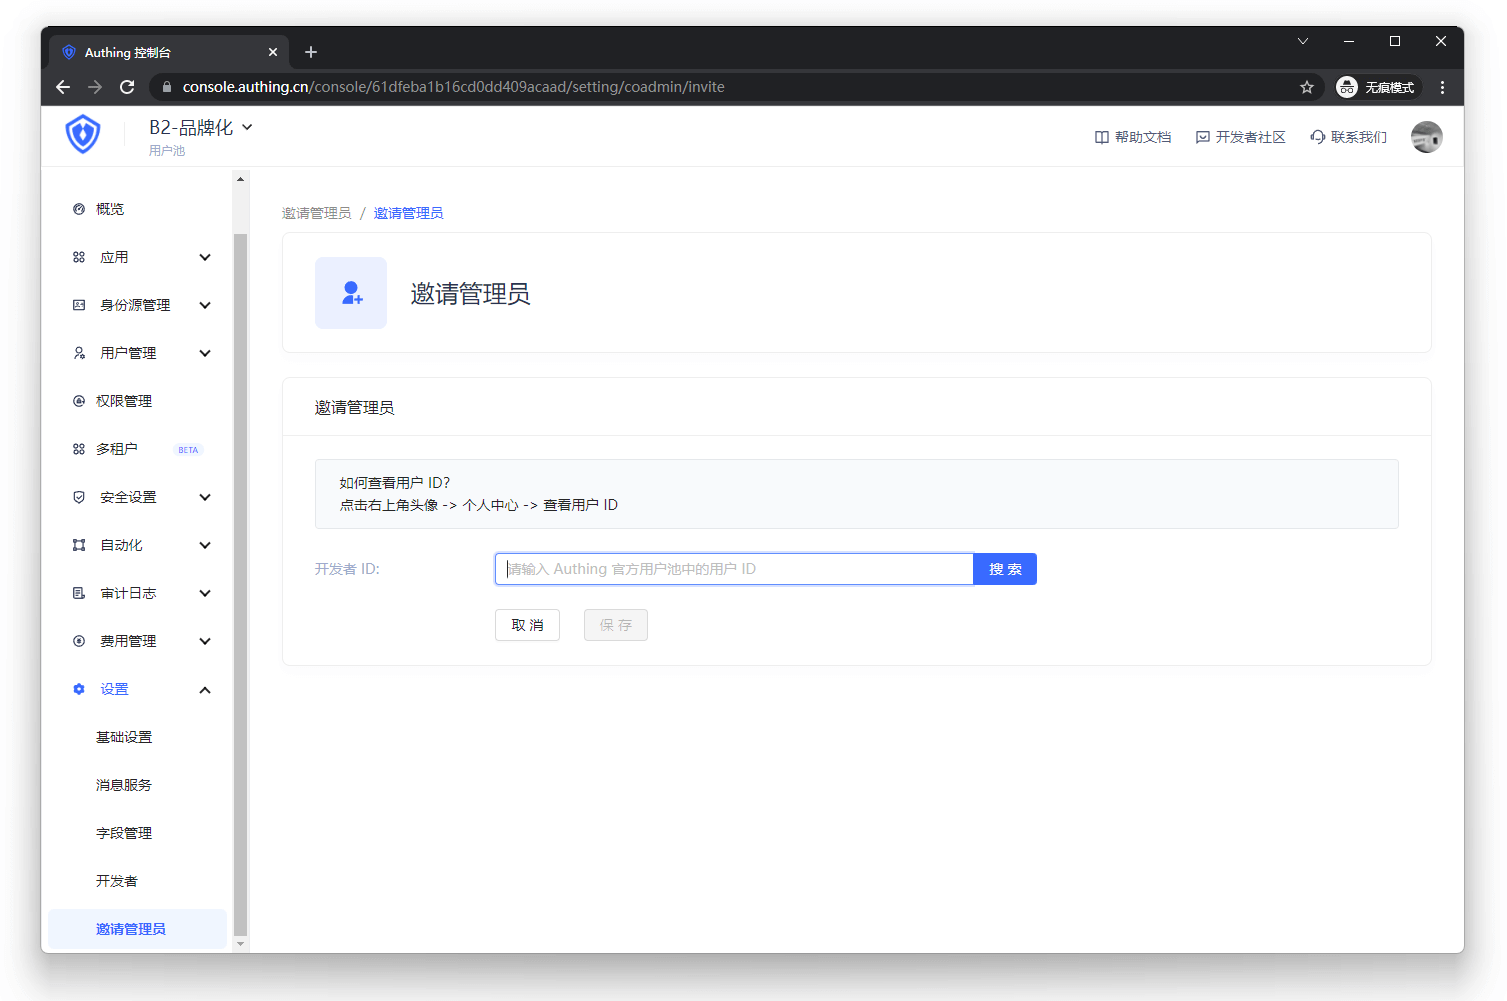 Authing 控制台
console.authing.cn/console/61dfeba1b16cd0dd409acaad/setting/coadmin/invite
无痕模式
B2-品牌化
用户池
帮助文档
开发者社区
联系我们
概览
应用
身份源管理
用户管理
权限管理
多租户
BETA
安全设置
自动化
审计日志
费用管理
设置
基础设置
消息服务
字段管理
开发者
邀请管理员
邀请管理员 / 邀请管理员
邀请管理员
邀请管理员
如何查看用户 ID?
点击右上角头像 -> 个人中心 -> 查看用户 ID
开发者 ID:
请输入 Authing 官方用户池中的用户 ID
搜 索
取 消
保 存